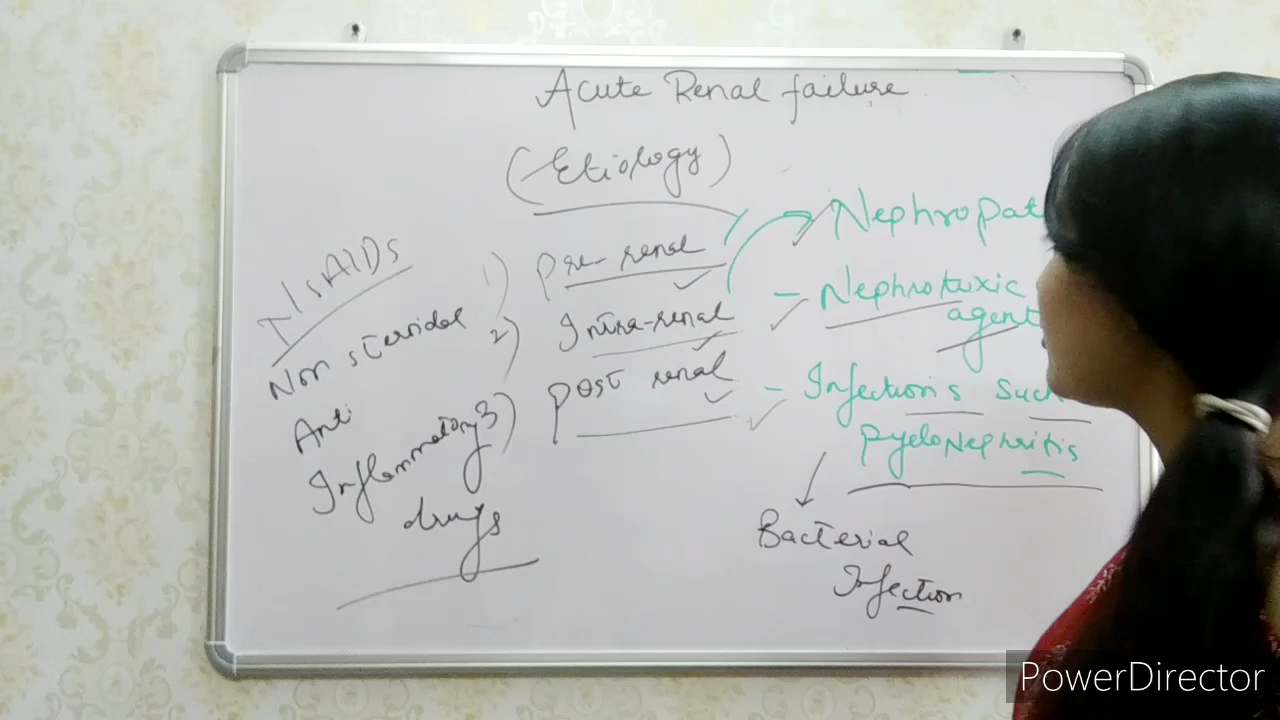 Acute Renal failure
(Etiology)
1) Pre-renal
2) Intra-renal
3) Post renal
NsAIDs
Non steroidal
Anti
Inflammatory
drugs
Nephropat
- Nephrotoxic
agent
- Infections Suc
Pyelonephritis
Bacterial
Infection
PowerDirector